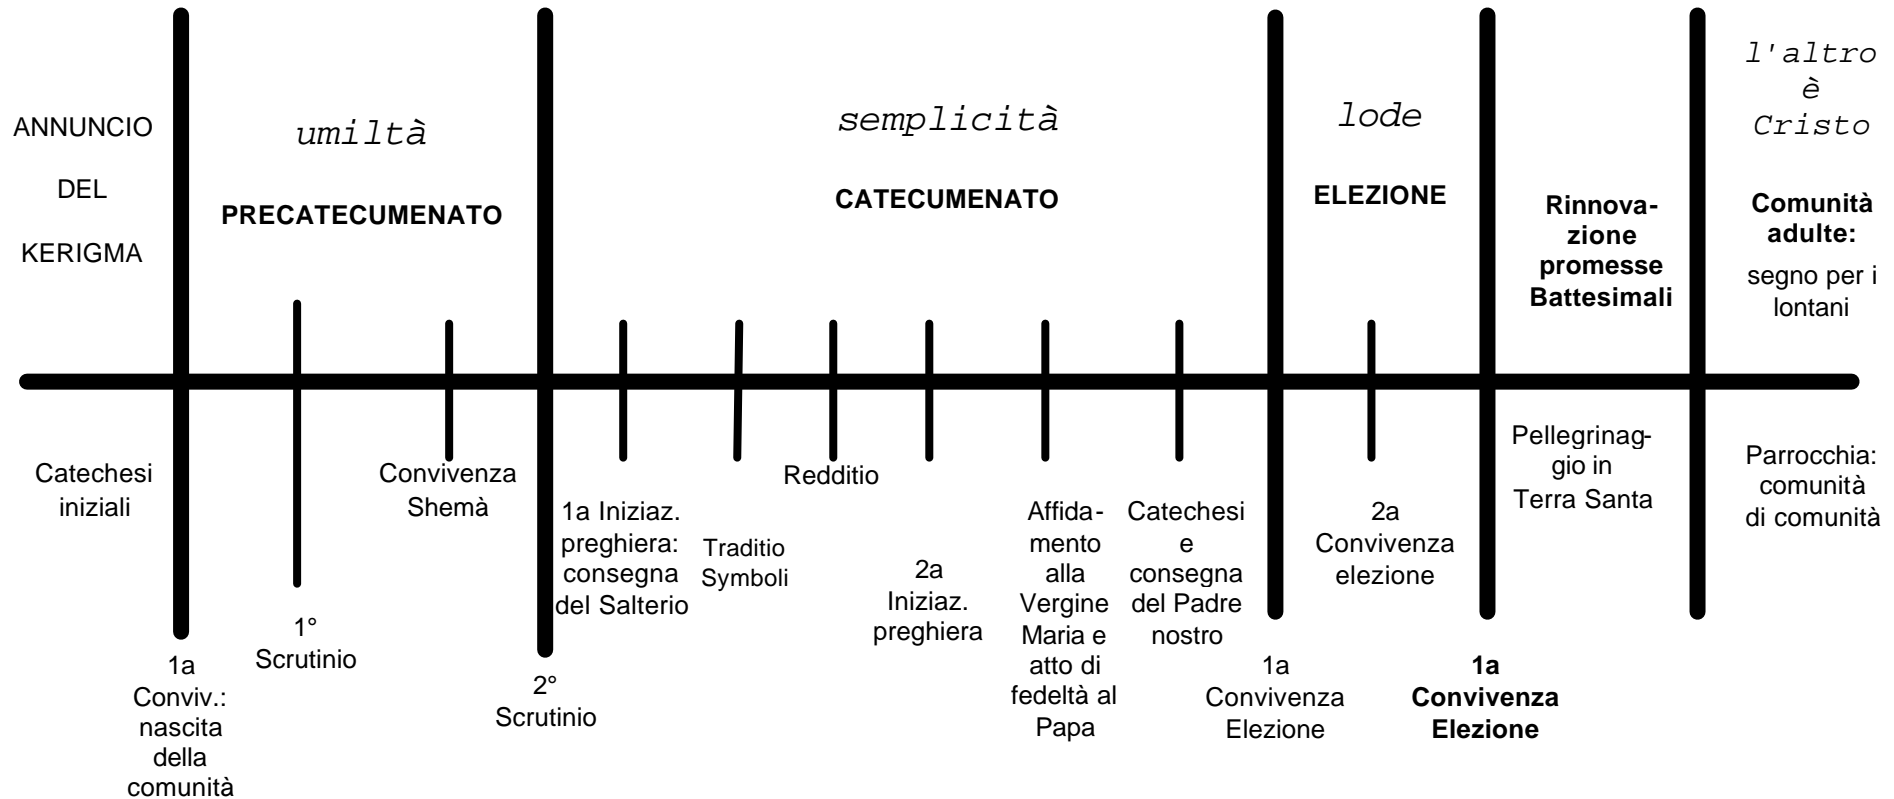 ANNUNCIO
DEL
KERIGMA
umiltà
PRECATECUMENATO
semplicità
CATECUMENATO
lode
ELEZIONE
Rinnova-
zione
promesse
Battesimali
l'altro
è
Cristo
Comunità
adulte:
segno per i
lontani
Catechesi
iniziali
1a
Conviv.:
nascita
della
comunità
1°
Scrutinio
Convivenza
Shemà
2°
Scrutinio
1a Iniziaz.
preghiera:
consegna
del Salterio
Traditio
Symboli
Redditio
2a
Iniziaz.
preghiera
Affida-
mento
alla
Vergine
Maria e
atto di
fedeltà al
Papa
Catechesi
e
consegna
del Padre
nostro
1a
Convivenza
Elezione
2a
Convivenza
elezione
1a
Convivenza
Elezione
Pellegrinag-
gio in
Terra Santa
Parrocchia:
comunità
di comunità